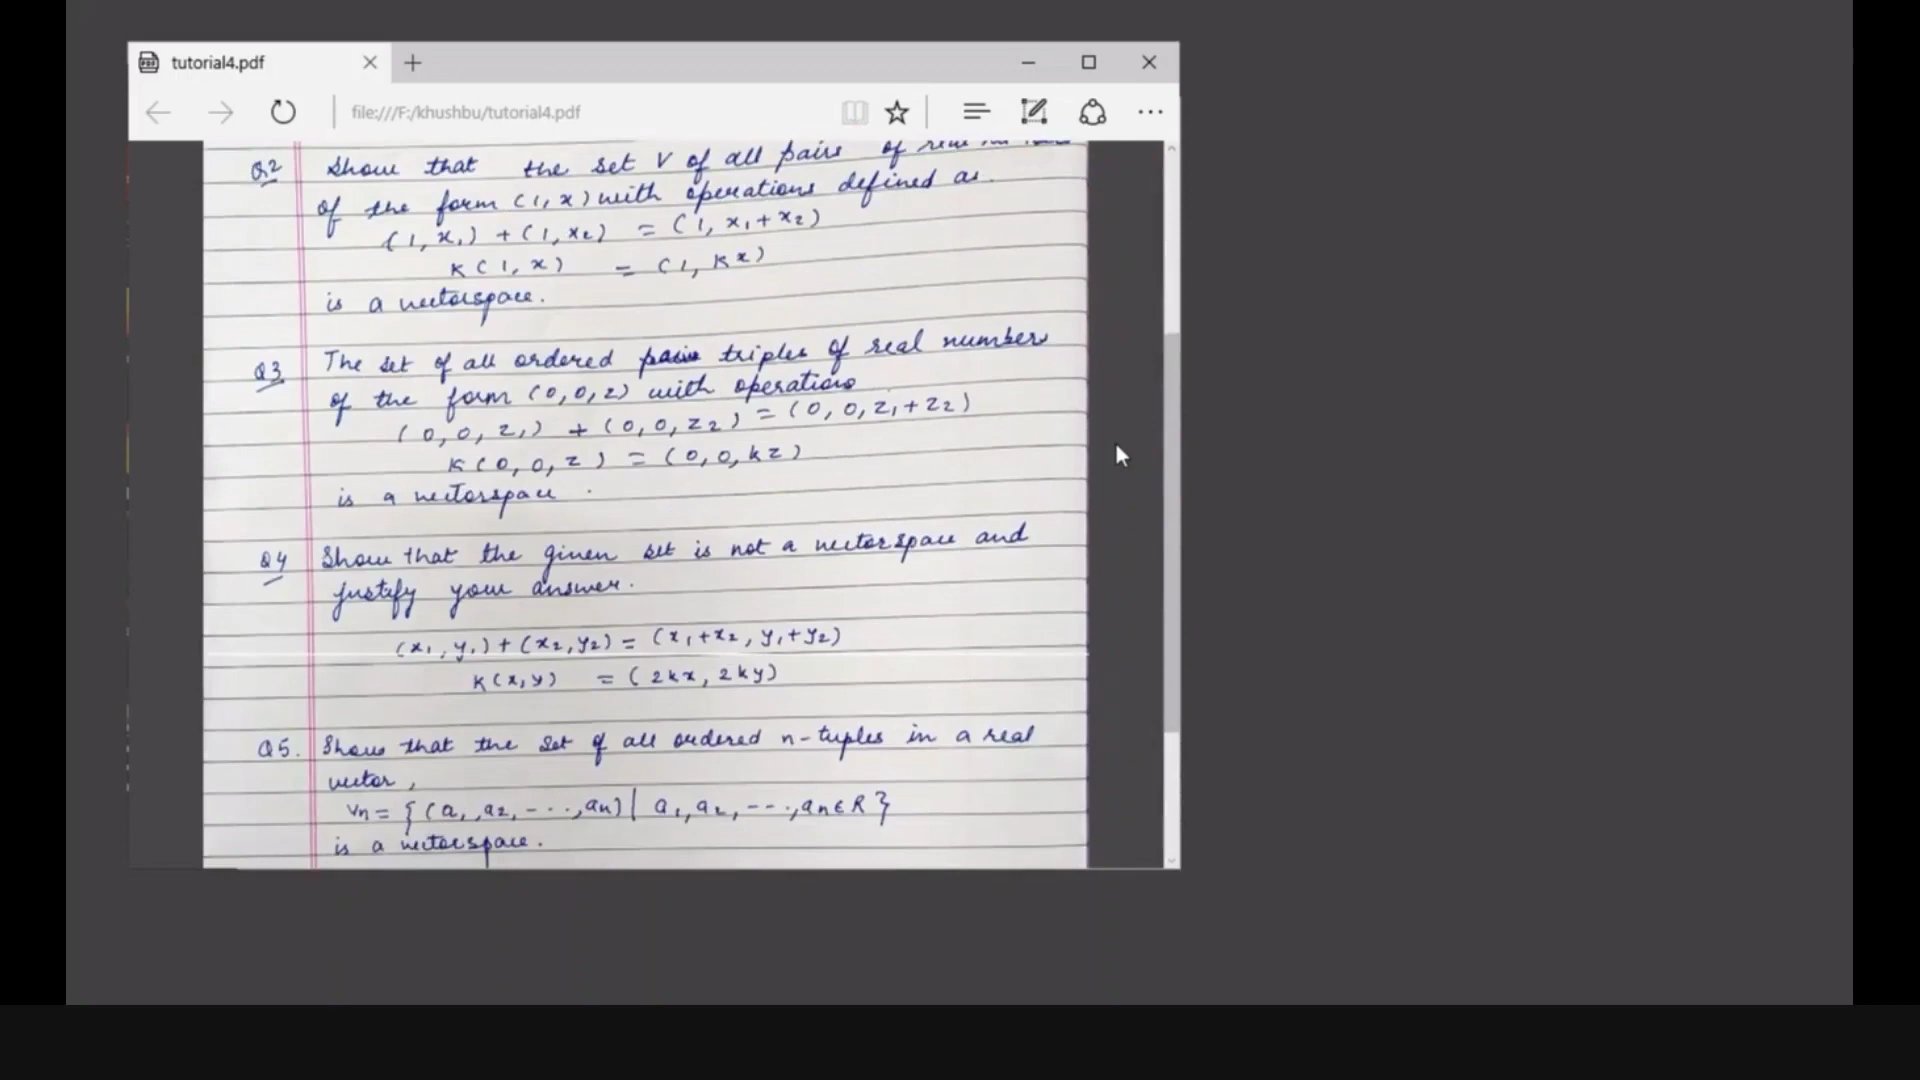 tutorial4.pdf
file:///F:/khushbu/tutorial4.pdf
Q2 Show that the set V of all pairs of real
of the form (1, x) with operations defined as.
(1, x1) + (1, x2) = (1, x1 + x2)
K(1, x) = (1, Kx)
is a vectorspace.
Q3 The set of all ordered triples of real numbers
of the form (0,0,z) with operations
(0, 0, z1) + (0, 0, z2) = (0, 0, z1 + z2)
K(0, 0, z) = (0, 0, kz)
is a vectorspace.
Q4 Show that the given set is not a vectorspace and
justify your answer.
(x1, y1) + (x2, y2) = (x1+x2, y1+y2)
K(x,y) = (2kx, 2ky)
Q5. Show that the set of all ordered n-tuples in a real
vector,
Vn = {(a1, a2, -...,an) | a1, a2, --..,an ∈ R}
is a vectorspace.